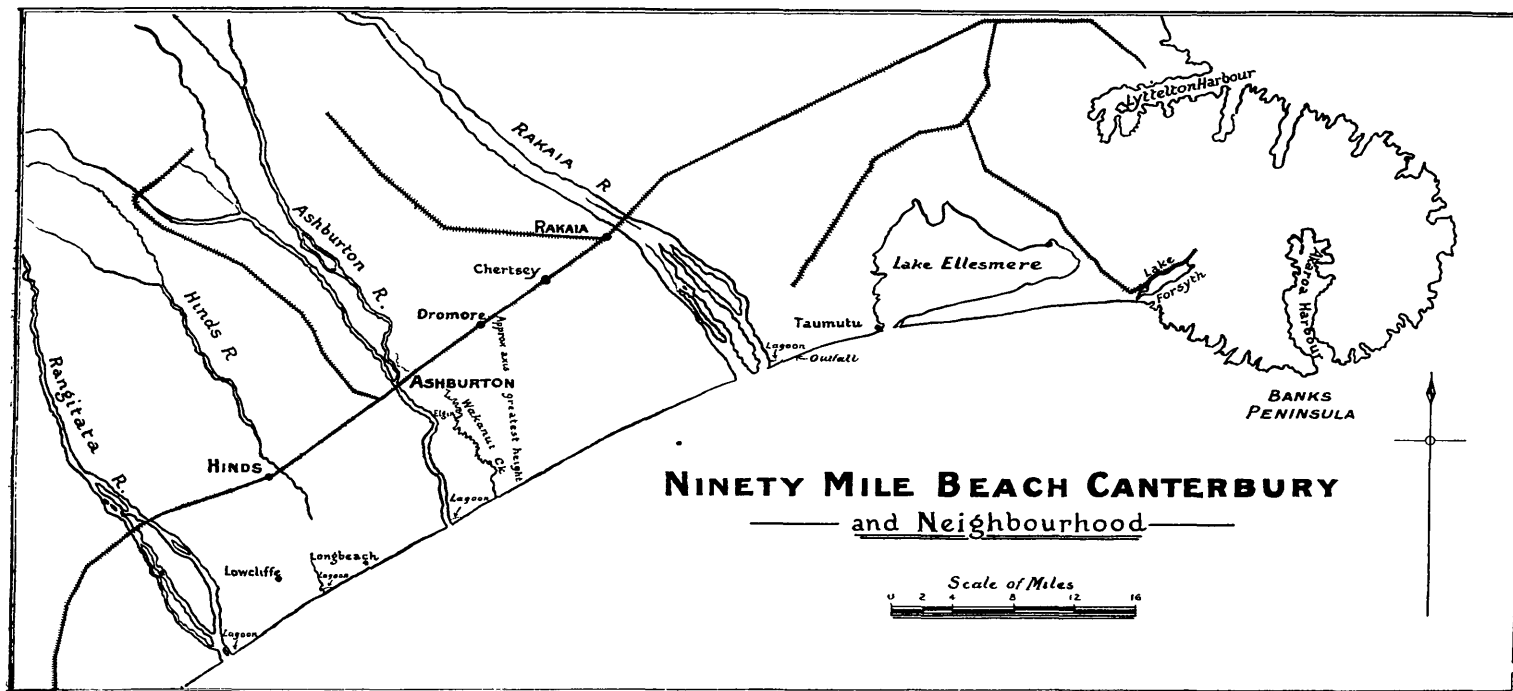 Lyttelton Harbour
RAKAIA R
Ashburton R.
RAKAIA
Chertsey
Lake Ellesmere
Lake Forsyth
Akaroa Harbour
Hinds R
Dromore
Approx axis greatest height
Taumutu
Lagoon
Outfall
Rangitata R.
ASHBURTON
Elgin
Wakanui Ck.
BANKS
PENINSULA
HINDS
Lagoon
NINETY MILE BEACH CANTERBURY
and Neighbourhood
Lowcliffe
Longbeach
Lagoon
Scale of Miles
0 2 4 8 12 16
Lagoon